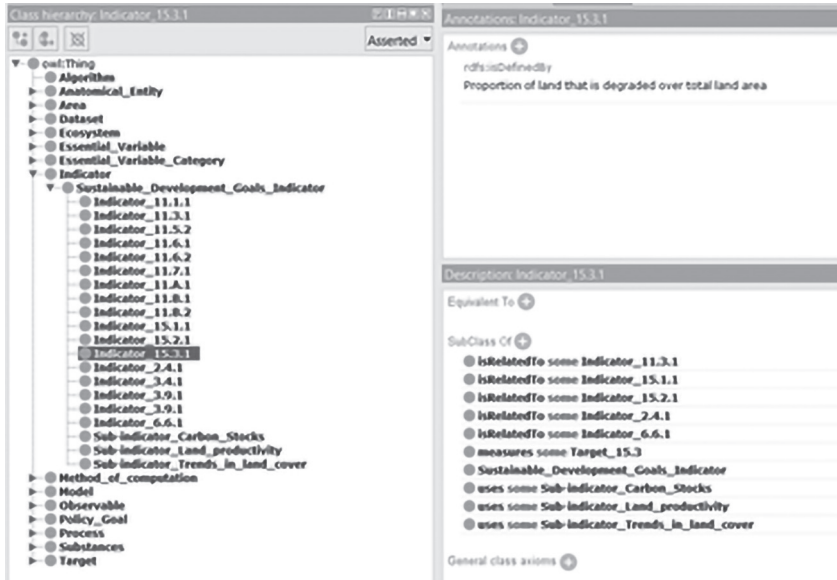 Class hierarchy: Indicator_15.3.1
Asserted
owl:Thing
Algorithm
Anatomical_Entity
Area
Dataset
Ecosystem
Essential_Variable
Essential_Variable_Category
Indicator
Sustainable_Development_Goals_Indicator
Indicator_11.1.1
Indicator_11.3.1
Indicator_11.5.2
Indicator_11.6.1
Indicator_11.6.2
Indicator_11.7.1
Indicator_11.A.1
Indicator_11.B.1
Indicator_11.B.2
Indicator_15.1.1
Indicator_15.2.1
Indicator_15.3.1
Indicator_2.4.1
Indicator_3.4.1
Indicator_3.9.1
Indicator_3.9.1
Indicator_6.6.1
Sub-indicator_Carbon_Stocks
Sub-indicator_Land_productivity
Sub-indicator_Trends_in_land_cover
Method_of_computation
Model
Observable
Policy_Goal
Process
Substances
Target
Annotations: Indicator_15.3.1
Annotations
rdfs:isDefinedBy
Proportion of land that is degraded over total land area
Description: Indicator_15.3.1
Equivalent To
SubClass Of
isRelatedTo some Indicator_11.3.1
isRelatedTo some Indicator_15.1.1
isRelatedTo some Indicator_15.2.1
isRelatedTo some Indicator_2.4.1
isRelatedTo some Indicator_6.6.1
measures some Target_15.3
Sustainable_Development_Goals_Indicator
uses some Sub-indicator_Carbon_Stocks
uses some Sub-indicator_Land_productivity
uses some Sub-indicator_Trends_in_land_cover
General class axioms